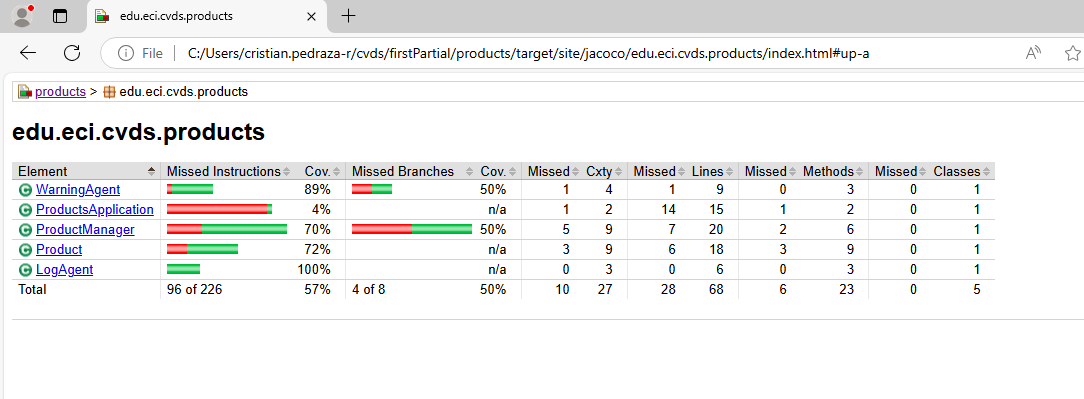 edu.eci.cvds.products
File C:/Users/cristian.pedraza-r/cvds/firstPartial/products/target/site/jacoco/edu.eci.cvds.products/index.html#up-a
products > edu.eci.cvds.products
edu.eci.cvds.products
Element Missed Instructions Cov. Missed Branches Cov. Missed Cxty Missed Lines Missed Methods Missed Classes
WarningAgent 89% 50% 1 4 1 9 0 3 0 1
ProductsApplication 4% n/a 1 2 14 15 1 2 0 1
ProductManager 70% 50% 5 9 7 20 2 6 0 1
Product 72% n/a 3 9 6 18 3 9 0 1
LogAgent 100% n/a 0 3 0 6 0 3 0 1
Total 96 of 226 57% 4 of 8 50% 10 27 28 68 6 23 0 5